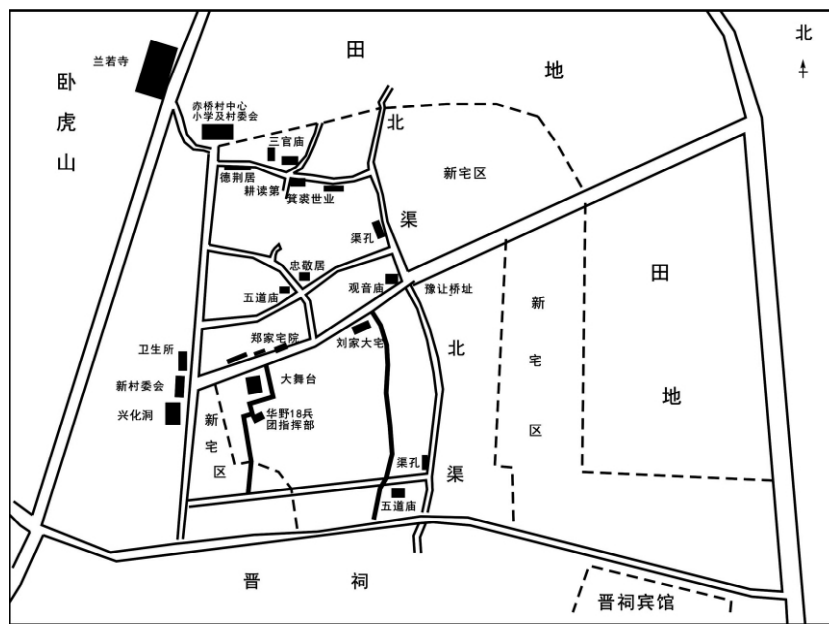 北
田
地
兰若寺
卧虎山
赤桥村中心
小学及村委会
三官庙
北
德荆居
耕读第
箕裘世业
新宅区
渠
渠孔
忠敬居
观音庙
豫让桥址
五道庙
田
新宅区
郑家宅院
刘家大宅
北
卫生所
新村委会
兴化洞
大舞台
华野18兵
团指挥部
新宅区
地
渠孔
渠
五道庙
晋祠
晋祠宾馆